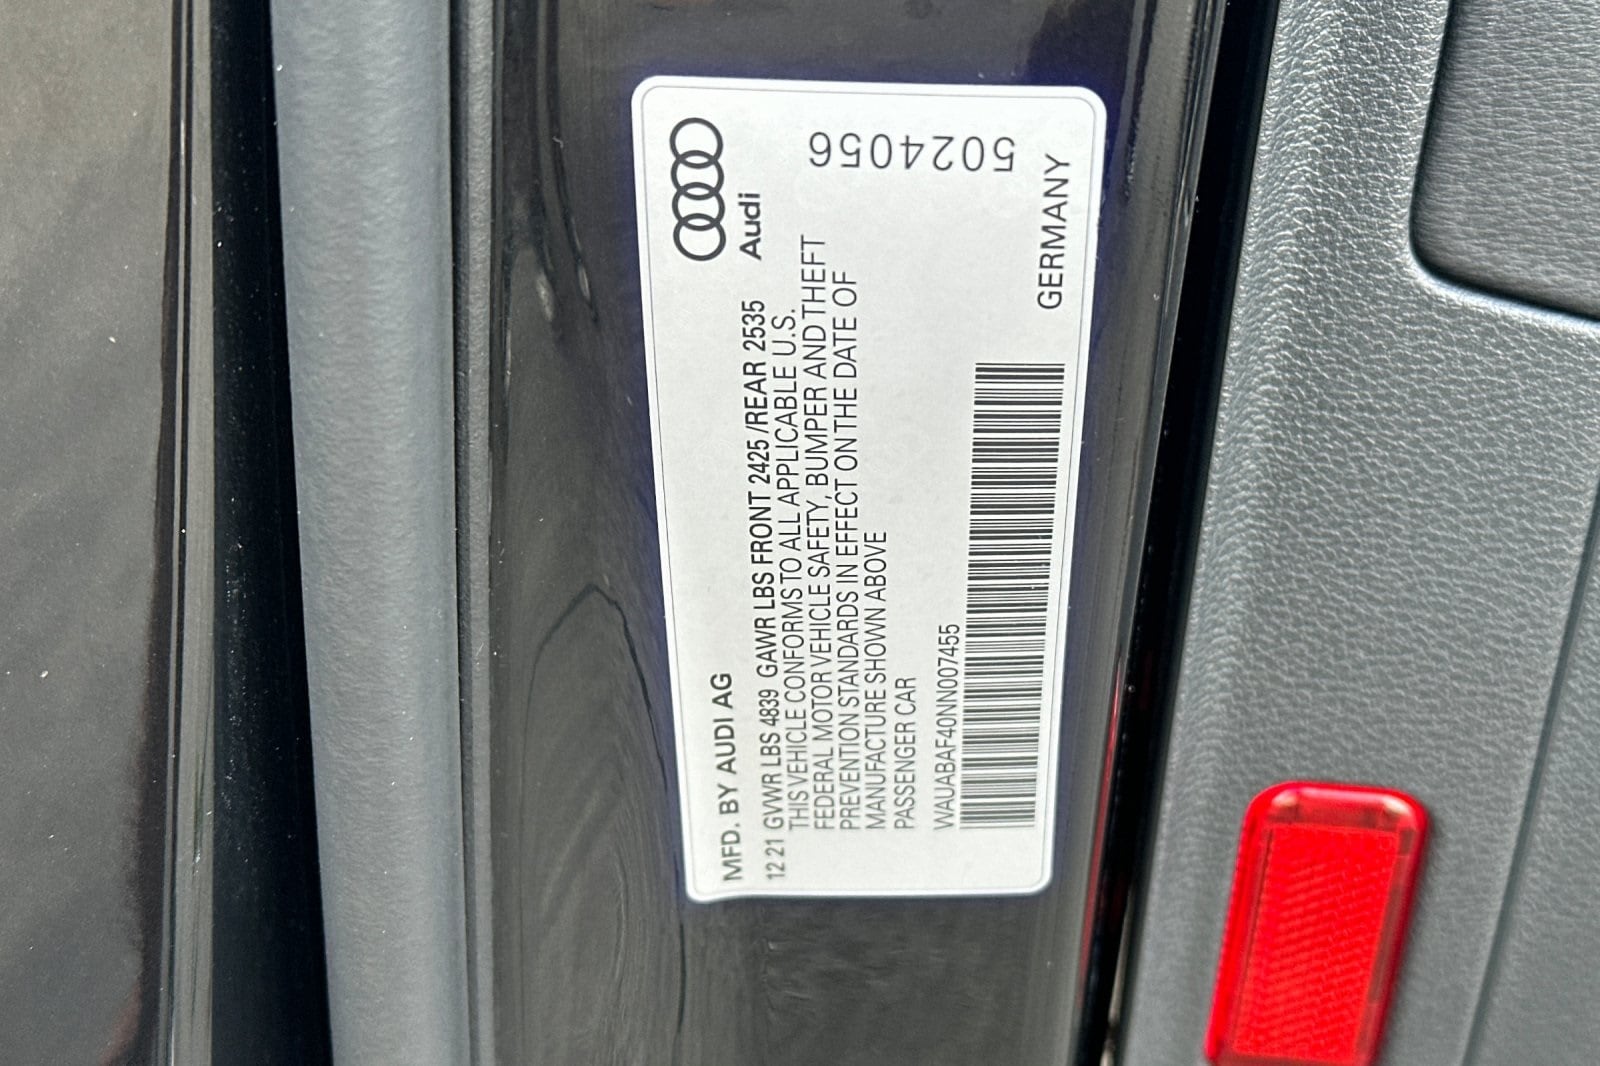 MFD. BY AUDI AG
12 21 GVWR LBS 4839 GAWR LBS FRONT 2425 /REAR 2535
THIS VEHICLE CONFORMS TO ALL APPLICABLE U.S.
FEDERAL MOTOR VEHICLE SAFETY, BUMPER AND THEFT
PREVENTION STANDARDS IN EFFECT ON THE DATE OF
MANUFACTURE SHOWN ABOVE
PASSENGER CAR
WAUABAF40NN007455
Audi
5024056
GERMANY